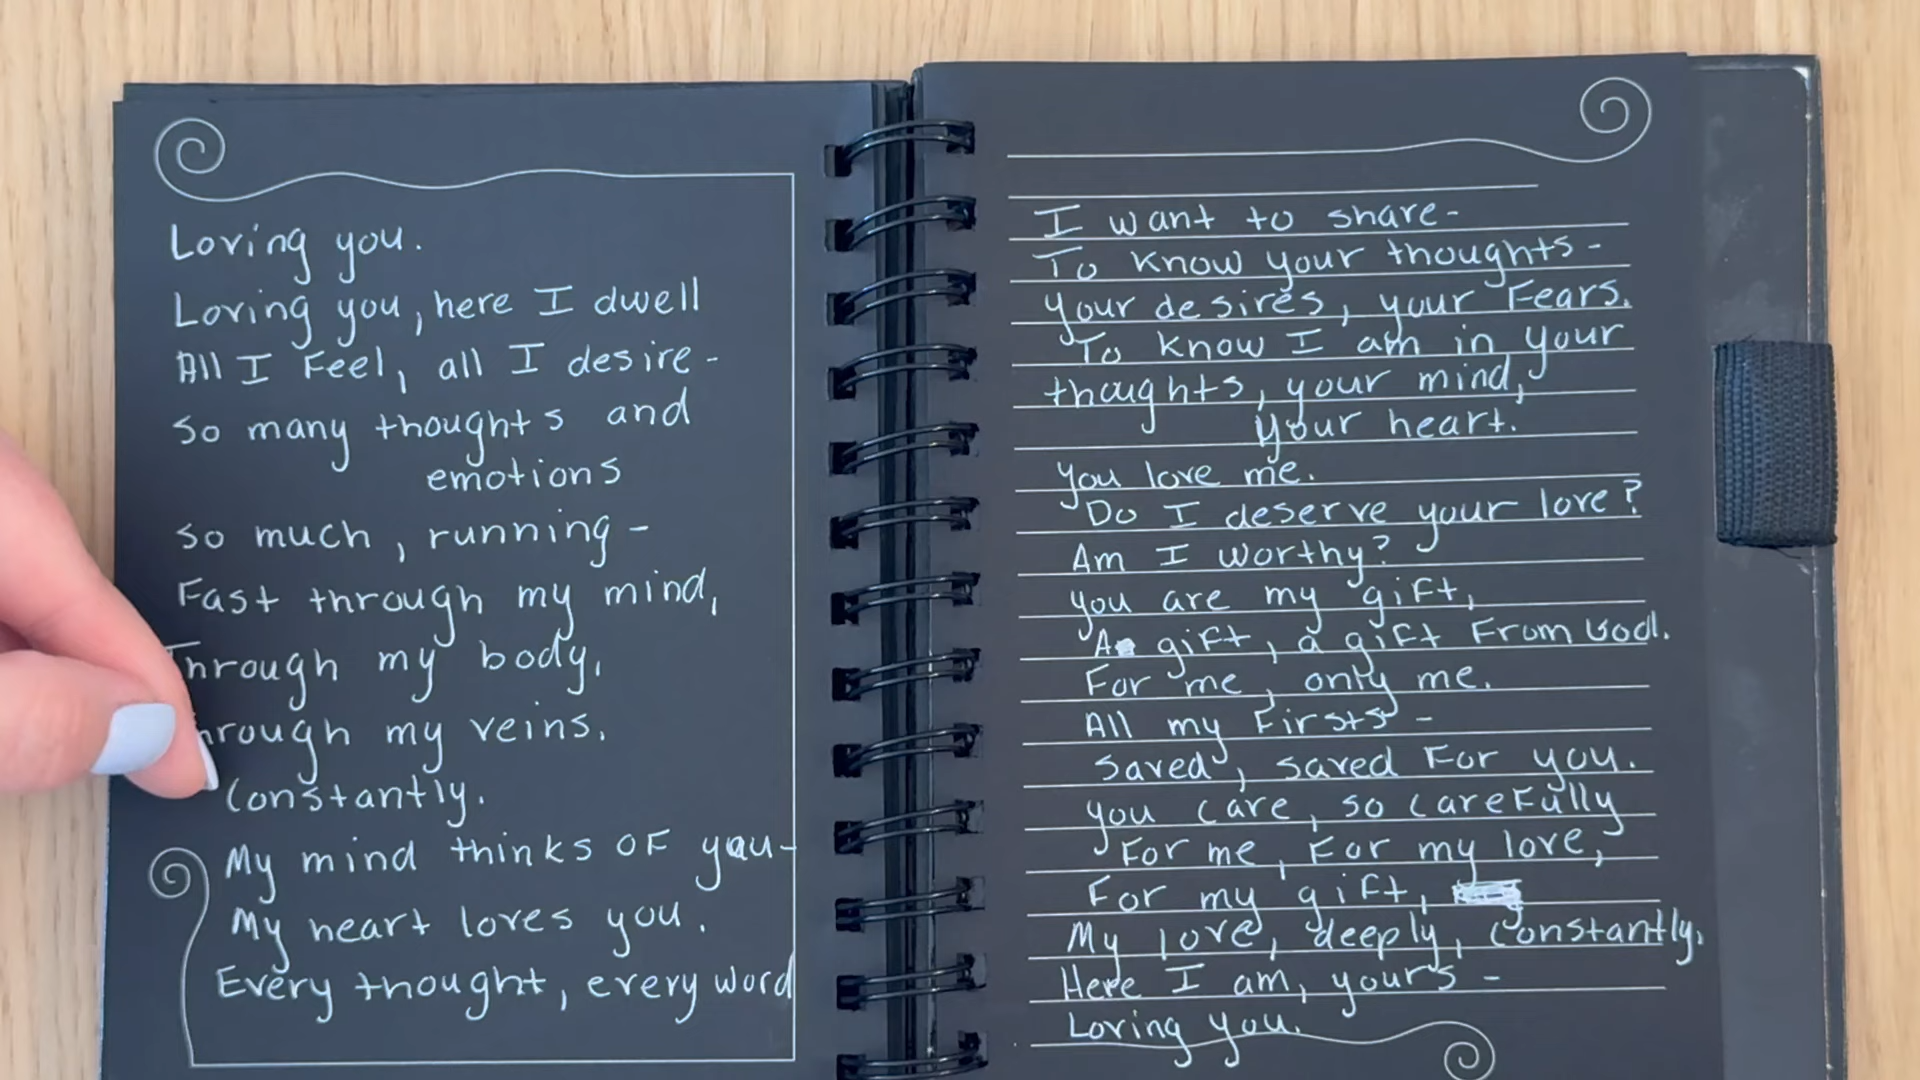 Loving you.
Loving you, here I dwell
All I Feel, all I desire-
so many thoughts and
emotions
so much, running-
Fast through my mind,
Through my body,
hrough my veins,
Constantly.
My mind thinks oF you-
My heart loves you.
Every thought, every word
I want to share-
To know your thoughts-
your desires, your Fears.
To know I am in your
thoughts, your mind,
your heart.
you love me.
Do I deserve your love?
Am I worthy?
you are my giFt,
A giFt, a giFt From God.
For me, only me.
All my Firsts-
saved, saved For you.
you care, so careFully
For me, For my love,
For my gift,
My love, deeply, constantly,
Here I am, yours-
Loving you.